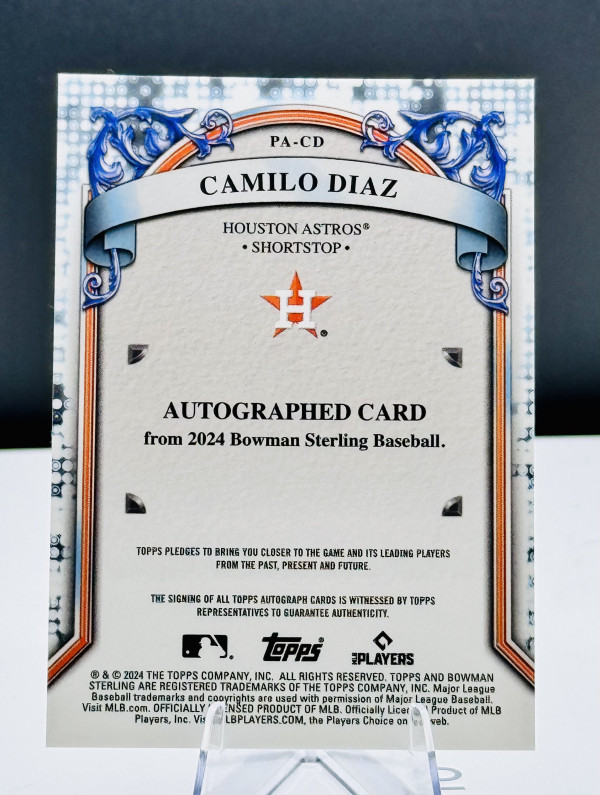 PA-CD
CAMILO DIAZ
HOUSTON ASTROS®
• SHORTSTOP •
H®
AUTOGRAPHED CARD
from 2024 Bowman Sterling Baseball.
TOPPS PLEDGES TO BRING YOU CLOSER TO THE GAME AND ITS LEADING PLAYERS
FROM THE PAST, PRESENT AND FUTURE.
THE SIGNING OF ALL TOPPS AUTOGRAPH CARDS IS WITNESSED BY TOPPS
REPRESENTATIVES TO GUARANTEE AUTHENTICITY.
topps® MLB PLAYERS
® & © 2024 THE TOPPS COMPANY, INC. ALL RIGHTS RESERVED. TOPPS AND BOWMAN
STERLING ARE REGISTERED TRADEMARKS OF THE TOPPS COMPANY, INC. Major League
Baseball trademarks and copyrights are used with permission of Major League Baseball.
Visit MLB.com. OFFICIALLY LICENSED PRODUCT OF MLB. Officially Licensed Product of MLB
Players, Inc. Visit MLBPLAYERS.COM, the Players Choice on web.